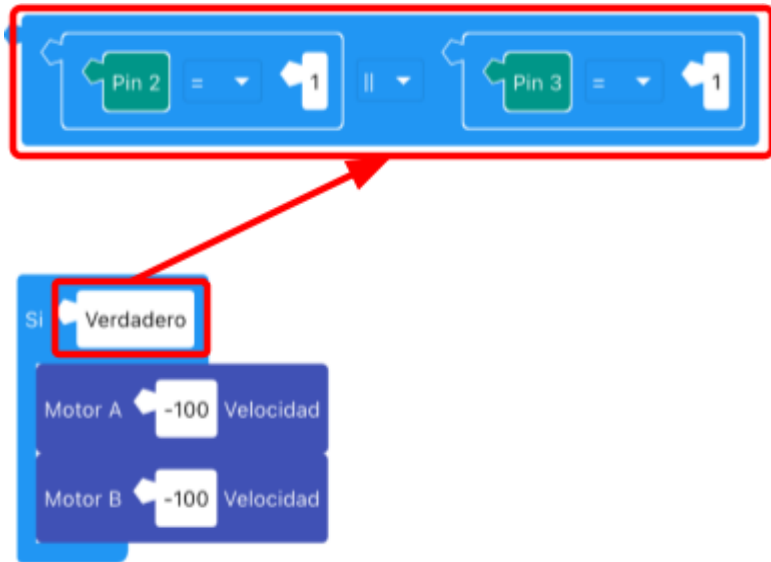 Pin 2 = 1 || Pin 3 = 1
Si Verdadero
Motor A -100 Velocidad
Motor B -100 Velocidad